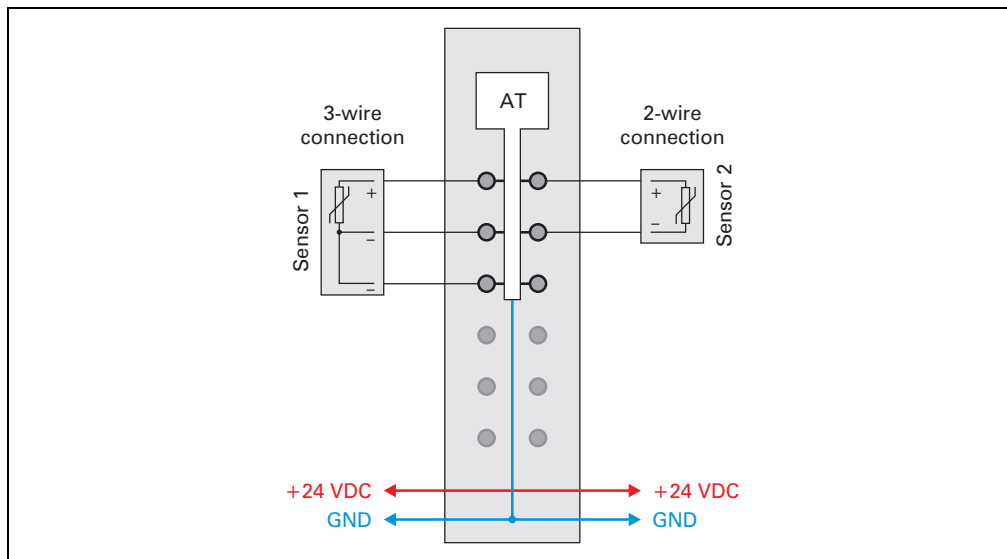 AT
3-wire
connection
2-wire
connection
Sensor 1
+
−
−
+
−
Sensor 2
+24 VDC
+24 VDC
GND
GND